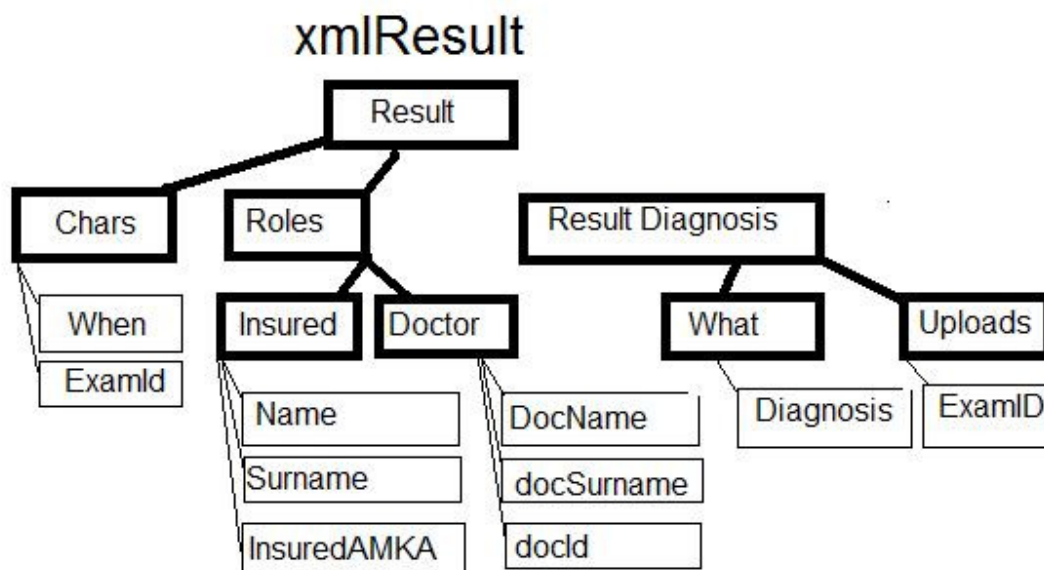 xmlResult
Result
Chars
Roles
Result Diagnosis
When
ExamId
Insured
Doctor
What
Uploads
Name
Surname
InsuredAMKA
DocName
docSurname
docId
Diagnosis
ExamID